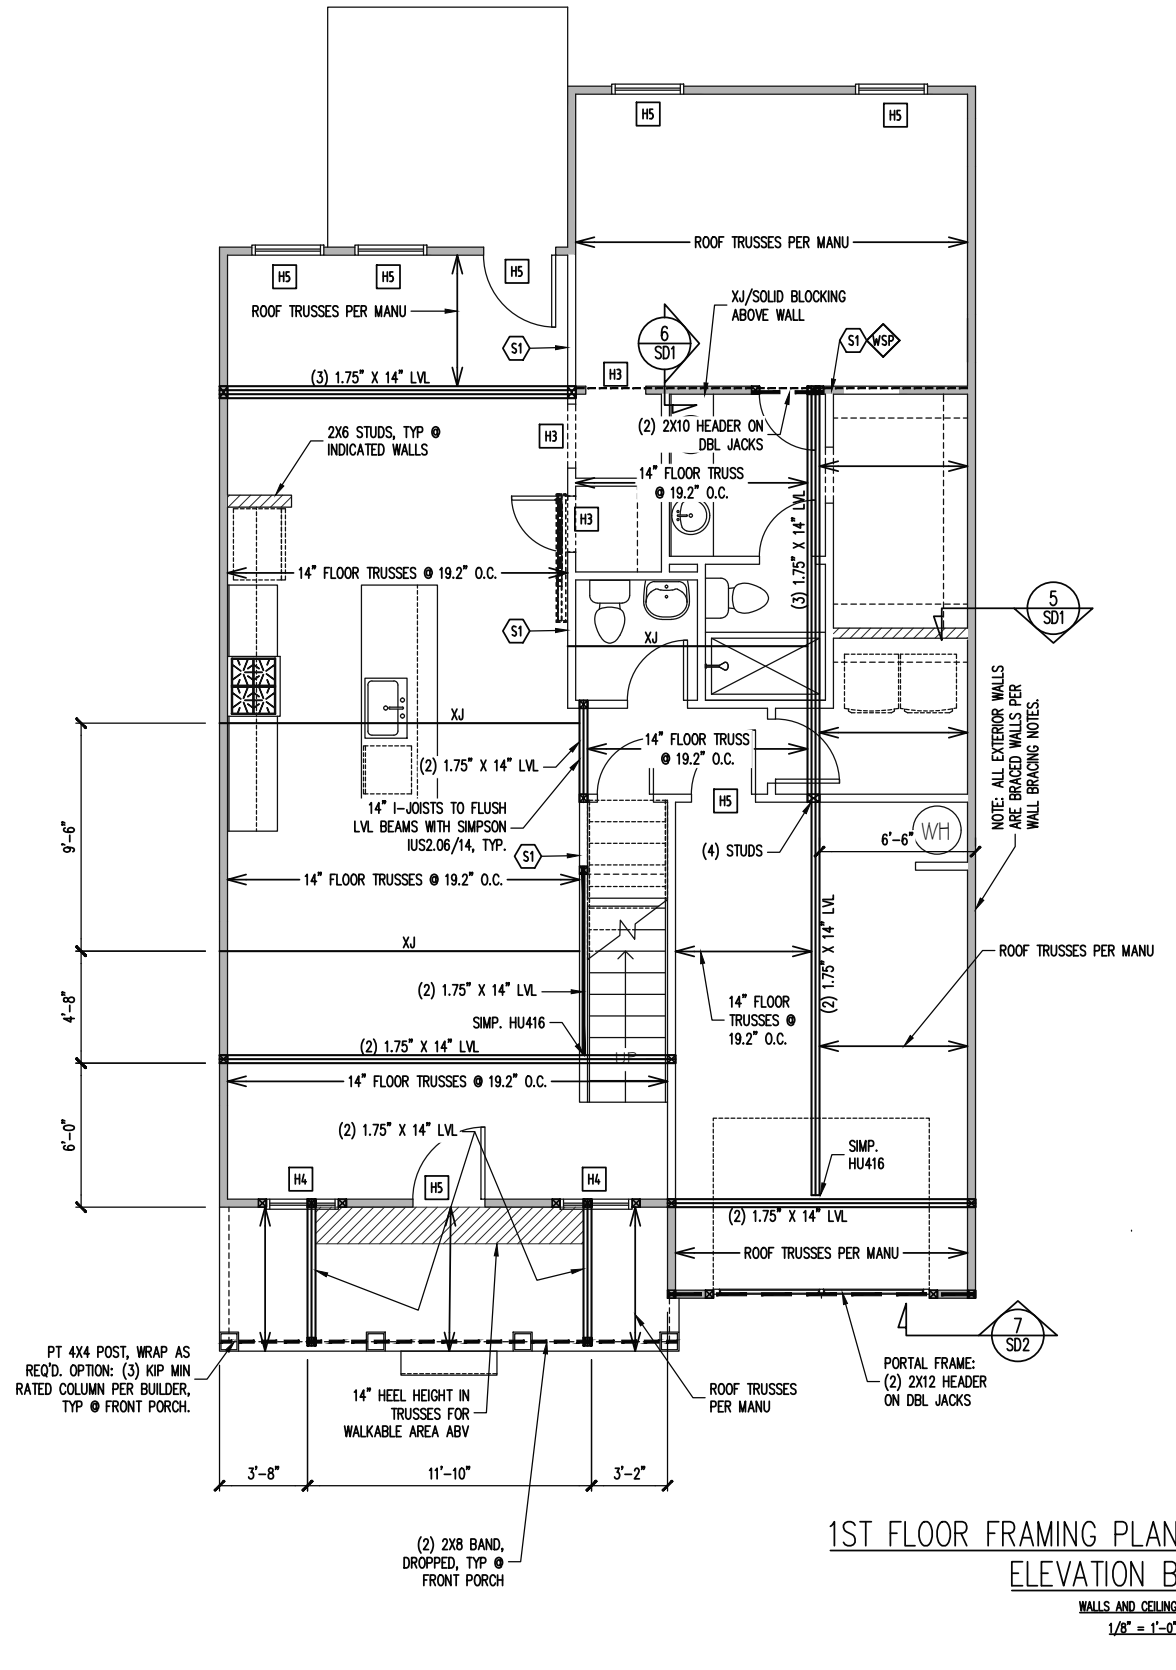 H5
H5
ROOF TRUSSES PER MANU
H5
H5
H5
ROOF TRUSSES PER MANU
XJ/SOLID BLOCKING
ABOVE WALL
6
SD1
S1
S1
WSP
H3
(3) 1.75" X 14" LVL
2X6 STUDS, TYP @
INDICATED WALLS
H3
(2) 2X10 HEADER ON
DBL JACKS
14" FLOOR TRUSS
@ 19.2" O.C.
H3
(3) 1.75" X 14" LVL
14" FLOOR TRUSSES @ 19.2" O.C.
5
SD1
S1
XJ
NOTE: ALL EXTERIOR WALLS
ARE BRACED WALLS PER
WALL BRACING NOTES.
XJ
14" FLOOR TRUSS
@ 19.2" O.C.
(2) 1.75" X 14" LVL
H5
14" I-JOISTS TO FLUSH
LVL BEAMS WITH SIMPSON
IUS2.06/14, TYP.
9'-6"
S1
(4) STUDS
6'-6"
WH
14" FLOOR TRUSSES @ 19.2" O.C.
XJ
(2) 1.75" X 14" LVL
ROOF TRUSSES PER MANU
4'-8"
(2) 1.75" X 14" LVL
14" FLOOR
TRUSSES @
19.2" O.C.
SIMP. HU416
(2) 1.75" X 14" LVL
UP
14" FLOOR TRUSSES @ 19.2" O.C.
6'-0"
(2) 1.75" X 14" LVL
SIMP.
HU416
H4
H5
H4
(2) 1.75" X 14" LVL
ROOF TRUSSES PER MANU
7
SD2
PT 4X4 POST, WRAP AS
REQ'D. OPTION: (3) KIP MIN
RATED COLUMN PER BUILDER,
TYP @ FRONT PORCH.
14" HEEL HEIGHT IN
TRUSSES FOR
WALKABLE AREA ABV
ROOF TRUSSES
PER MANU
PORTAL FRAME:
(2) 2X12 HEADER
ON DBL JACKS
3'-8"
11'-10"
3'-2"
(2) 2X8 BAND,
DROPPED, TYP @
FRONT PORCH
1ST FLOOR FRAMING PLAN
ELEVATION B
WALLS AND CEILING
1/8" = 1'-0"